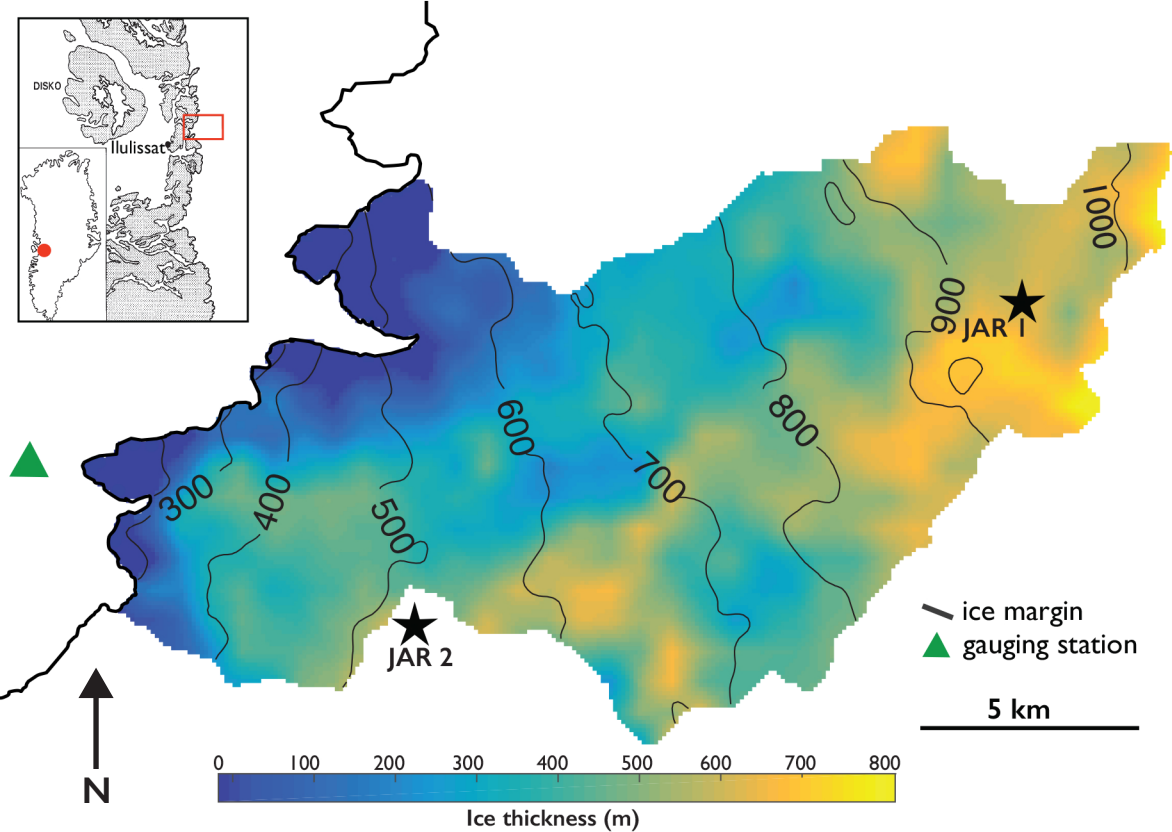 DISKO
Ilulissat
1000
900
JAR 1
800
600
700
300
400
500
JAR 2
ice margin
gauging station
5 km
N
0 100 200 300 400 500 600 700 800
Ice thickness (m)